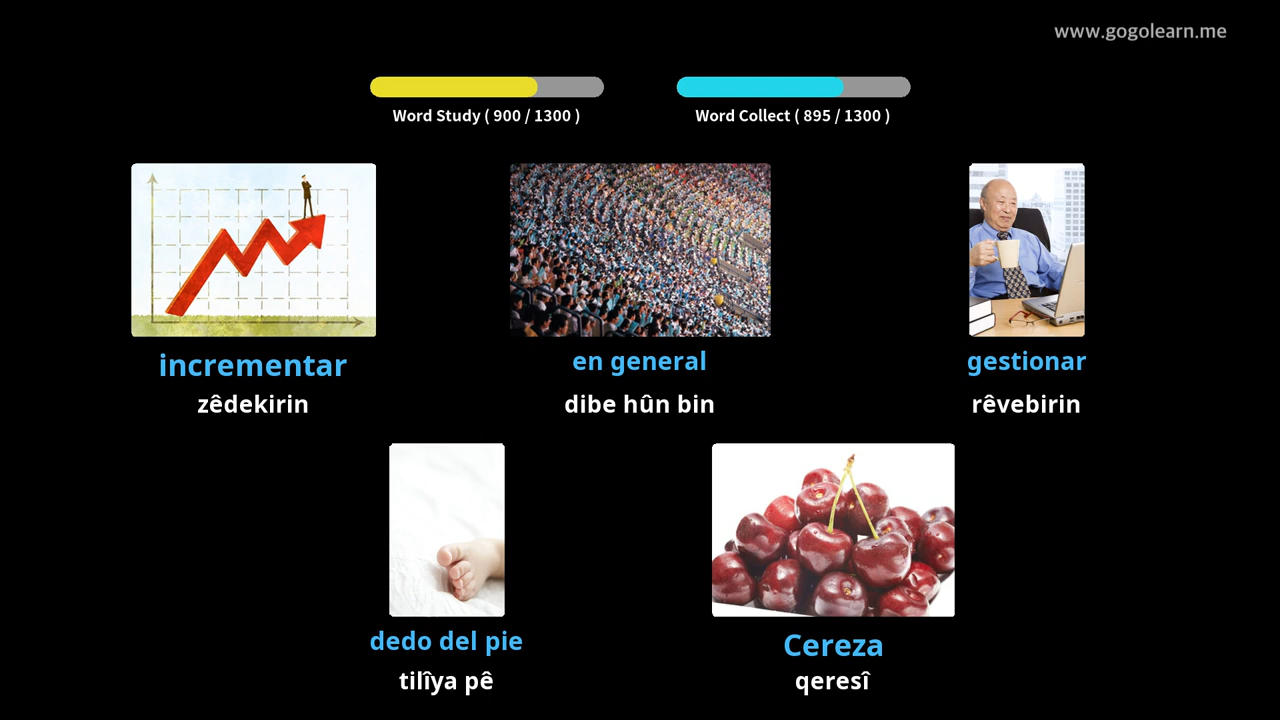 www.gogolearn.me
Word Study ( 900 / 1300 )
Word Collect ( 895 / 1300 )
incrementar
zêdekirin
en general
dibe hûn bin
gestionar
rêvebirin
dedo del pie
tilîya pê
Cereza
qeresî